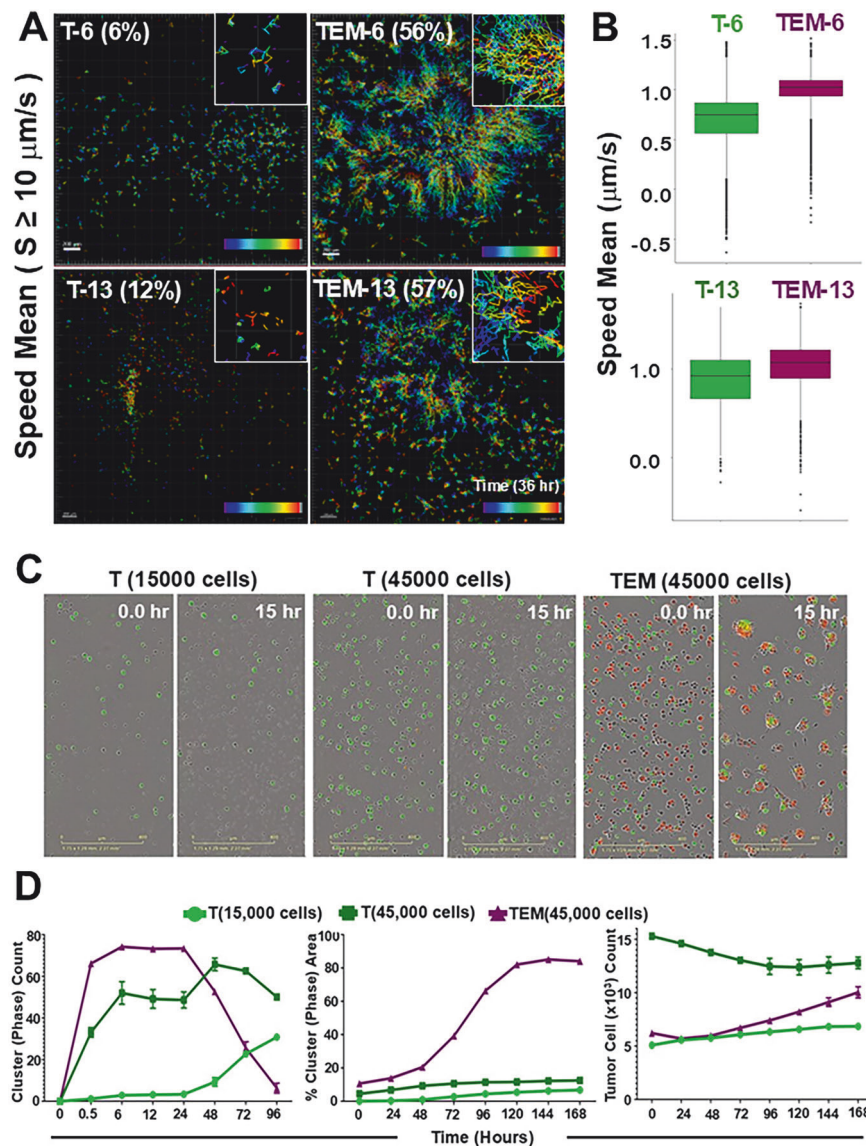 A
Speed Mean ( S ≥ 10 μm/s)
T-6 (6%)
TEM-6 (56%)
T-13 (12%)
TEM-13 (57%)
Time (36 hr)
B
Speed Mean (μm/s)
T-6 TEM-6
1.5
1.0
0.5
0.0
-0.5
T-13 TEM-13
1.0
0.0
C
T (15000 cells) T (45000 cells) TEM (45000 cells)
0.0 hr 15 hr 0.0 hr 15 hr 0.0 hr 15 hr
D
T(15,000 cells) T(45,000 cells) TEM(45,000 cells)
Cluster (Phase) Count
80
60
40
20
0
0 0.5 6 12 24 48 72 96
% Cluster (Phase) Area
100
80
60
40
20
0
0 24 48 72 96 120 144 168
Tumor Cell (x10³) Count
15
10
5
0
0 24 48 72 96 120 144 168
Time (Hours)